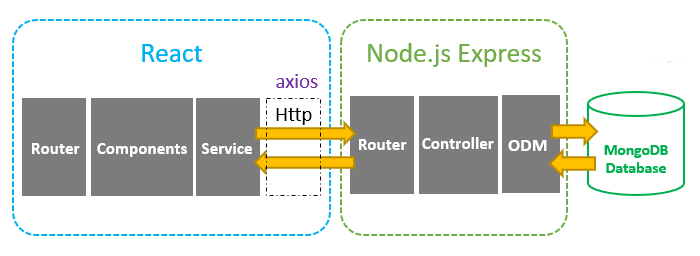 React
Node.js Express
axios
Http
Router
Components
Service
Router
Controller
ODM
MongoDB
Database